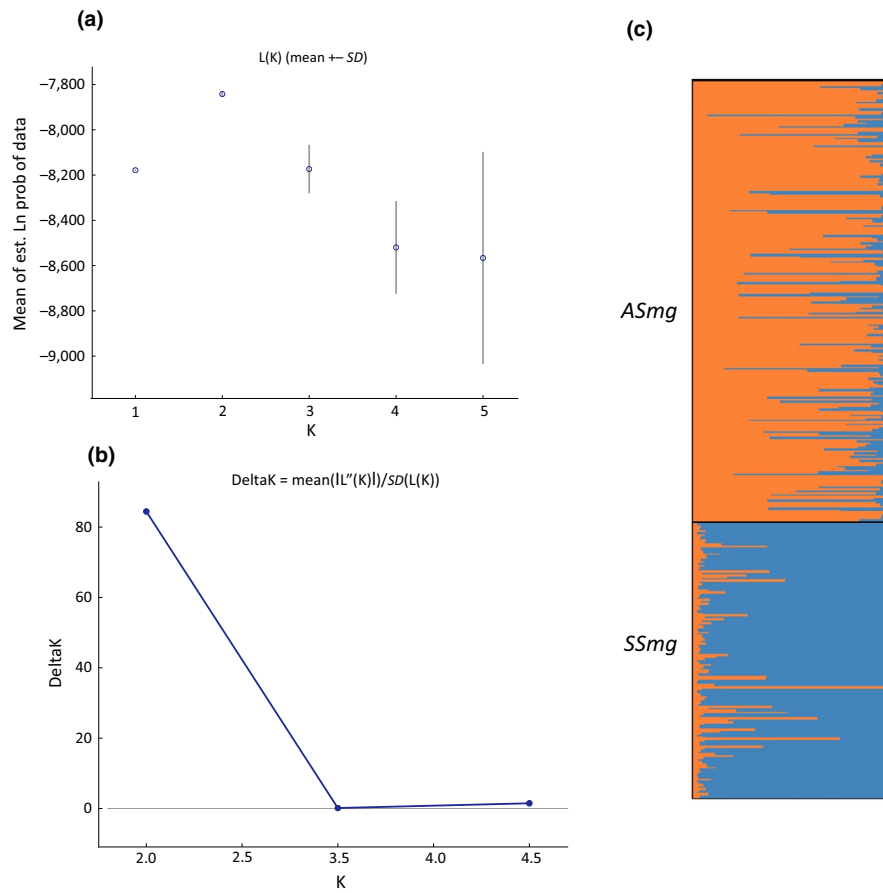 (a)
L(K) (mean +− SD)
−7,800
−8,000
−8,200
−8,400
−8,600
−8,800
−9,000
Mean of est. Ln prob of data
1 2 3 4 5
K
(b)
DeltaK = mean(|L″(K)|)/SD(L(K))
80
60
40
20
0
DeltaK
2.0 2.5 3.5 4.0 4.5
K
(c)
ASmg
SSmg